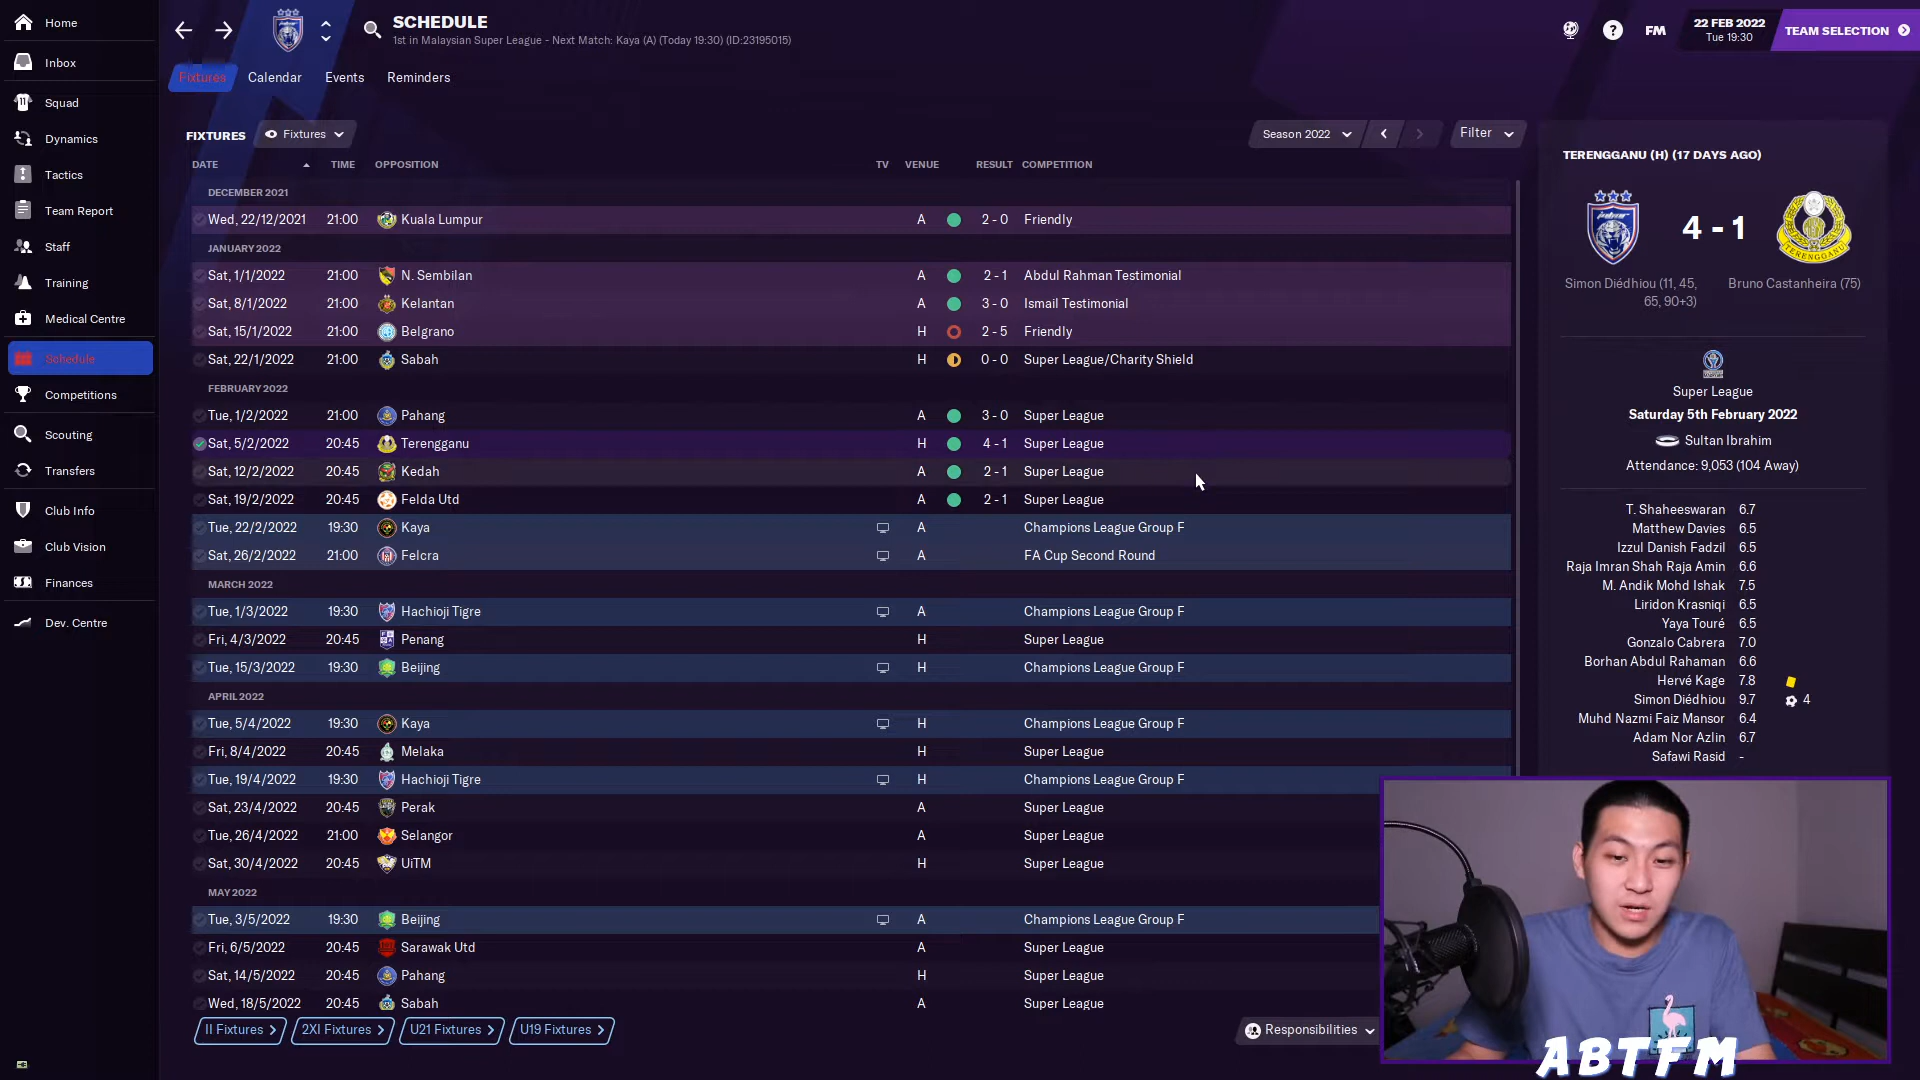 Home
Inbox
Squad
Dynamics
Tactics
Team Report
Staff
Training
Medical Centre
Schedule
Competitions
Scouting
Transfers
Club Info
Club Vision
Finances
Dev. Centre
SCHEDULE
1st in Malaysian Super League - Next Match: Kaya (A) (Today 19:30) (ID:23195015)
? FM
22 FEB 2022
Tue 19:30
TEAM SELECTION
Fixtures Calendar Events Reminders
FIXTURES Fixtures Season 2022 Filter
DATE TIME OPPOSITION TV VENUE RESULT COMPETITION
DECEMBER 2021
Wed, 22/12/2021 21:00 Kuala Lumpur A 2 - 0 Friendly
JANUARY 2022
Sat, 1/1/2022 21:00 N. Sembilan A 2 - 1 Abdul Rahman Testimonial
Sat, 8/1/2022 21:00 Kelantan A 3 - 0 Ismail Testimonial
Sat, 15/1/2022 21:00 Belgrano H 2 - 5 Friendly
Sat, 22/1/2022 21:00 Sabah H 0 - 0 Super League/Charity Shield
FEBRUARY 2022
Tue, 1/2/2022 21:00 Pahang A 3 - 0 Super League
Sat, 5/2/2022 20:45 Terengganu H 4 - 1 Super League
Sat, 12/2/2022 20:45 Kedah A 2 - 1 Super League
Sat, 19/2/2022 20:45 Felda Utd A 2 - 1 Super League
Tue, 22/2/2022 19:30 Kaya A Champions League Group F
Sat, 26/2/2022 21:00 Felcra A FA Cup Second Round
MARCH 2022
Tue, 1/3/2022 19:30 Hachioji Tigre A Champions League Group F
Fri, 4/3/2022 20:45 Penang H Super League
Tue, 15/3/2022 19:30 Beijing H Champions League Group F
APRIL 2022
Tue, 5/4/2022 19:30 Kaya H Champions League Group F
Fri, 8/4/2022 20:45 Melaka H Super League
Tue, 19/4/2022 19:30 Hachioji Tigre H Champions League Group F
Sat, 23/4/2022 20:45 Perak A Super League
Tue, 26/4/2022 21:00 Selangor A Super League
Sat, 30/4/2022 20:45 UiTM H Super League
MAY 2022
Tue, 3/5/2022 19:30 Beijing A Champions League Group F
Fri, 6/5/2022 20:45 Sarawak Utd A Super League
Sat, 14/5/2022 20:45 Pahang H Super League
Wed, 18/5/2022 20:45 Sabah A Super League
II Fixtures 2XI Fixtures U21 Fixtures U19 Fixtures Responsibilities
TERENGGANU (H) (17 DAYS AGO)
4 - 1
TERENGGANU
Simon Diédhiou (11, 45,
65, 90+3)
Bruno Castanheira (75)
Super League
Saturday 5th February 2022
Sultan Ibrahim
Attendance: 9,053 (104 Away)
T. Shaheeswaran 6.7
Matthew Davies 6.5
Izzul Danish Fadzil 6.5
Raja Imran Shah Raja Amin 6.6
M. Andik Mohd Ishak 7.5
Liridon Krasniqi 6.5
Yaya Touré 6.5
Gonzalo Cabrera 7.0
Borhan Abdul Rahaman 6.6
Hervé Kage 7.8
Simon Diédhiou 9.7 4
Muhd Nazmi Faiz Mansor 6.4
Adam Nor Azlin 6.7
Safawi Rasid -
ABTFM